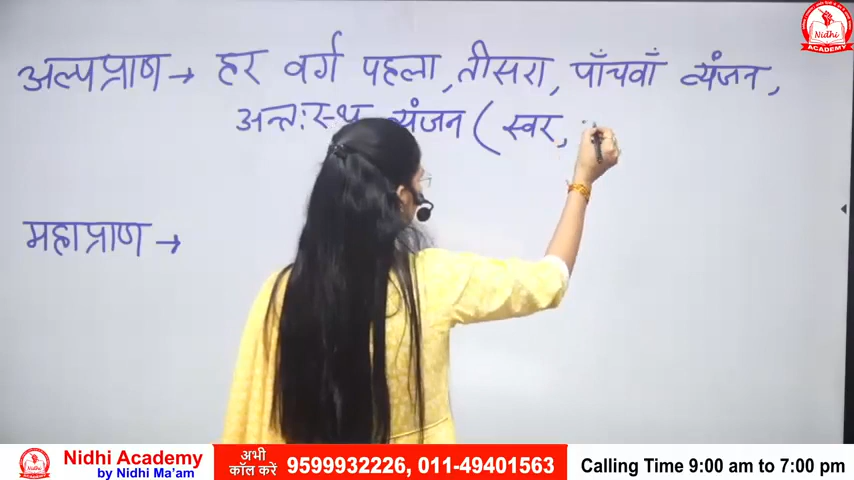 अल्पप्राण → हर वर्ग पहला, तीसरा, पाँचवाँ व्यंजन,
अन्तःस्थ व्यंजन ( स्वर,
महाप्राण →
Nidhi
ACADEMY
Nidhi Academy
by Nidhi Ma'am
अभी
कॉल करें
9599932226, 011-49401563
Calling Time 9:00 am to 7:00 pm